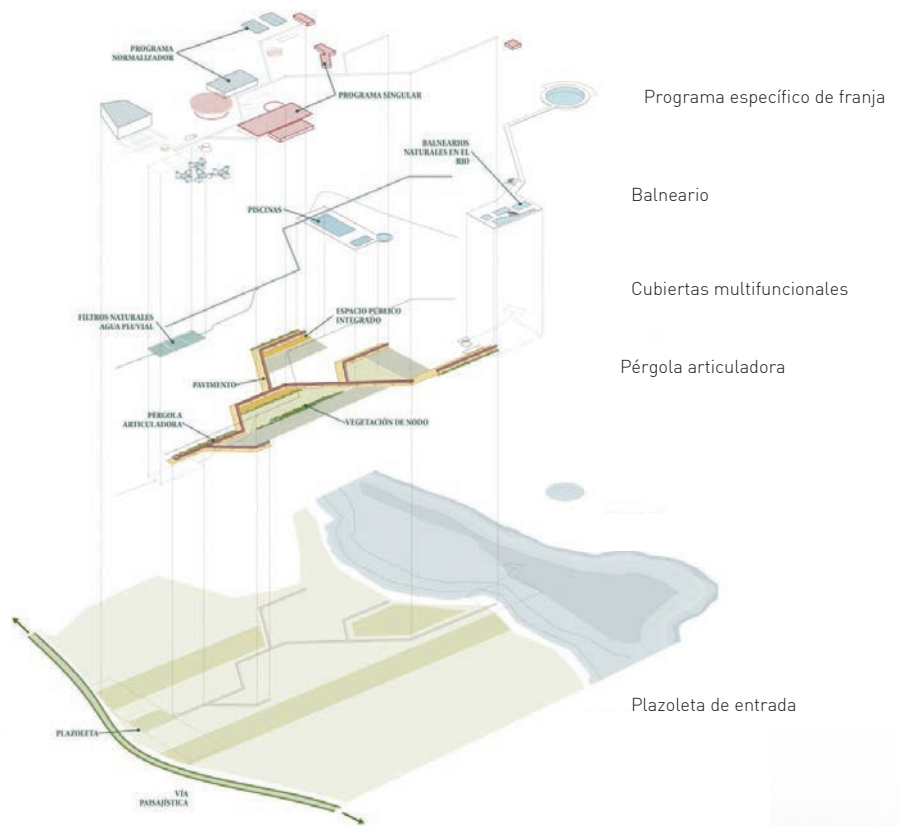 PROGRAMA
NORMALIZADOR
PROGRAMA SINGULAR
Programa específico de franja
BALNEARIOS
NATURALES EN EL
RIO
Balneario
PISCINAS
Cubiertas multifuncionales
FILTROS NATURALES
AGUA PLUVIAL
ESPACIO PÚBLICO
INTEGRADO
Pérgola articuladora
PAVIMENTO
PÉRGOLA
ARTICULADORA
VEGETACIÓN DE NODO
Plazoleta de entrada
PLAZOLETA
VÍA
PAISAJÍSTICA